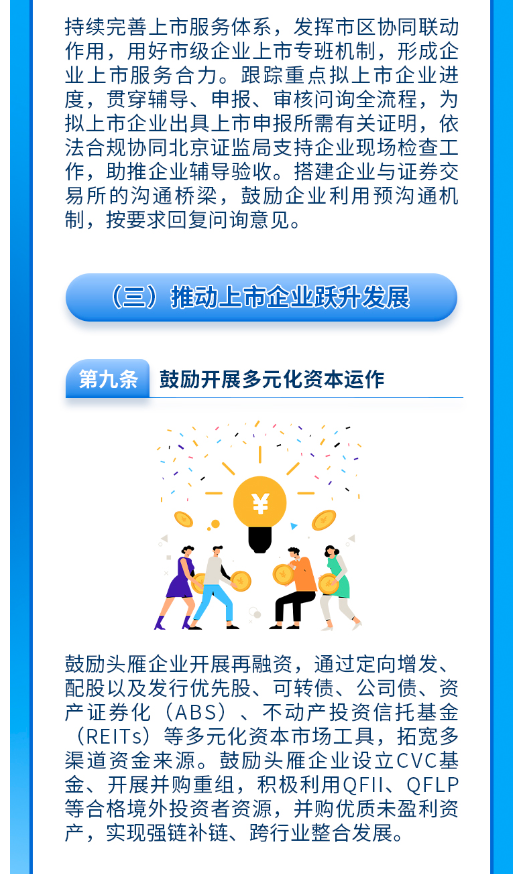 持续完善上市服务体系，发挥市区协同联动
作用，用好市级企业上市专班机制，形成企
业上市服务合力。跟踪重点拟上市企业进
度，贯穿辅导、申报、审核问询全流程，为
拟上市企业出具上市申报所需有关证明，依
法合规协同北京证监局支持企业现场检查工
作，助推企业辅导验收。搭建企业与证券交
易所的沟通桥梁，鼓励企业利用预沟通机
制，按要求回复问询意见。
（三）推动上市企业跃升发展
第九条 鼓励开展多元化资本运作
¥
鼓励头雁企业开展再融资，通过定向增发、
配股以及发行优先股、可转债、公司债、资
产证券化（ABS）、不动产投资信托基金
（REITs）等多元化资本市场工具，拓宽多
渠道资金来源。鼓励头雁企业设立CVC基
金、开展并购重组，积极利用QFII、QFLP
等合格境外投资者资源，并购优质未盈利资
产，实现强链补链、跨行业整合发展。